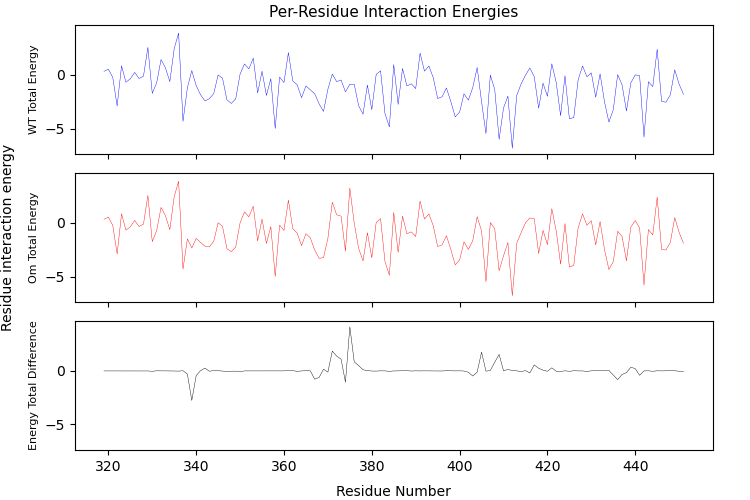 Per-Residue Interaction Energies
Residue interaction energy
WT Total Energy
0
−5
Om Total Energy
0
−5
Energy Total Difference
0
−5
320 340 360 380 400 420 440
Residue Number